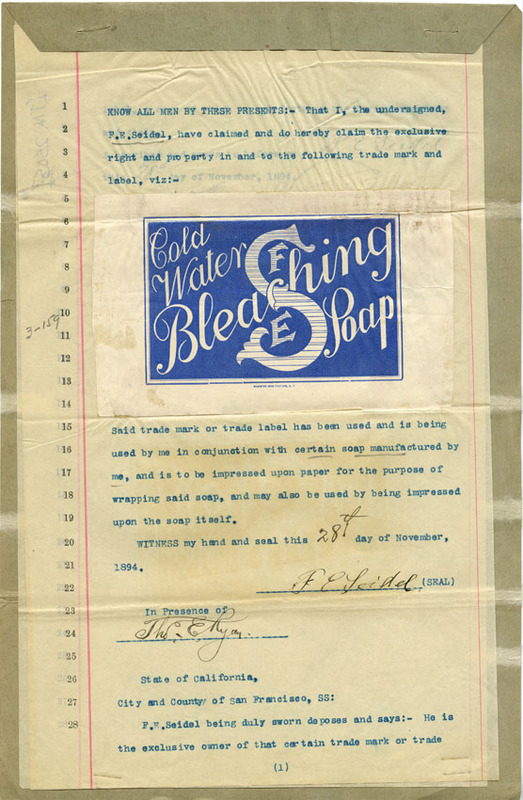 1 KNOW ALL MEN BY THESE PRESENTS:- That I, the undersigned,
2 F.E.Seidel, have claimed and do hereby claim the exclusive
3 right and property in and to the following trade mark and
4 label, viz:-
day of November, 1894.
5
6
7
8
9
10
11
12
13
14
3-159
Cold
Water
Bleaching
Soap
F
S
E
15 Said trade mark or trade label has been used and is being
16 used by me in conjunction with certain soap manufactured by
17 me, and is to be impressed upon paper for the purpose of
18 wrapping said soap, and may also be used by being impressed
19 upon the soap itself.
20 WITNESS my hand and seal this 28th day of November,
21 1894.
22 F E Seidel (SEAL)
23 In Presence of
24 Thos. E Ryan.
25
26 State of California,
27 City and County of San Francisco, SS:
28 F.E.Seidel being duly sworn deposes and says:- He is
the exclusive owner of that certain trade mark or trade
(1)